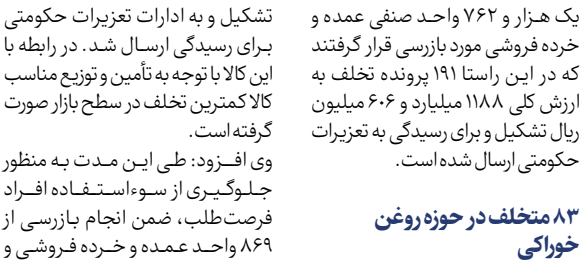 یک هزار و ۷۶۲ واحد صنفی عمده و
خرده فروشی مورد بازرسی قرار گرفتند
که در این راستا ۱۹۱ پرونده تخلف به
ارزش کلی ۱۱۸۸ میلیارد و ۶۰۶ میلیون
ریال تشکیل و برای رسیدگی به تعزیرات
حکومتی ارسال شده است.
۸۳ متخلف در حوزه روغن
خوراکی
تشکیل و به ادارات تعزیرات حکومتی
برای رسیدگی ارسال شد. در رابطه با
این کالا با توجه به تأمین و توزیع مناسب
کالا کمترین تخلف در سطح بازار صورت
گرفته است.
وی افزود: طی این مدت به منظور
جلوگیری از سوءاستفاده افراد
فرصت‌طلب، ضمن انجام بازرسی از
۸۶۹ واحد عمده و خرده فروشی و